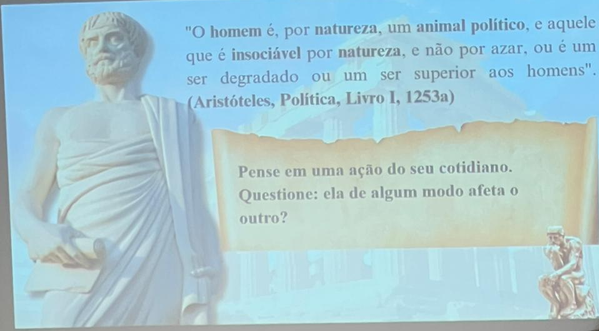 "O homem é, por natureza, um animal político, e aquele
que é insociável por natureza, e não por azar, ou é um
ser degradado ou um ser superior aos homens".
(Aristóteles, Política, Livro I, 1253a)
Pense em uma ação do seu cotidiano.
Questione: ela de algum modo afeta o
outro?